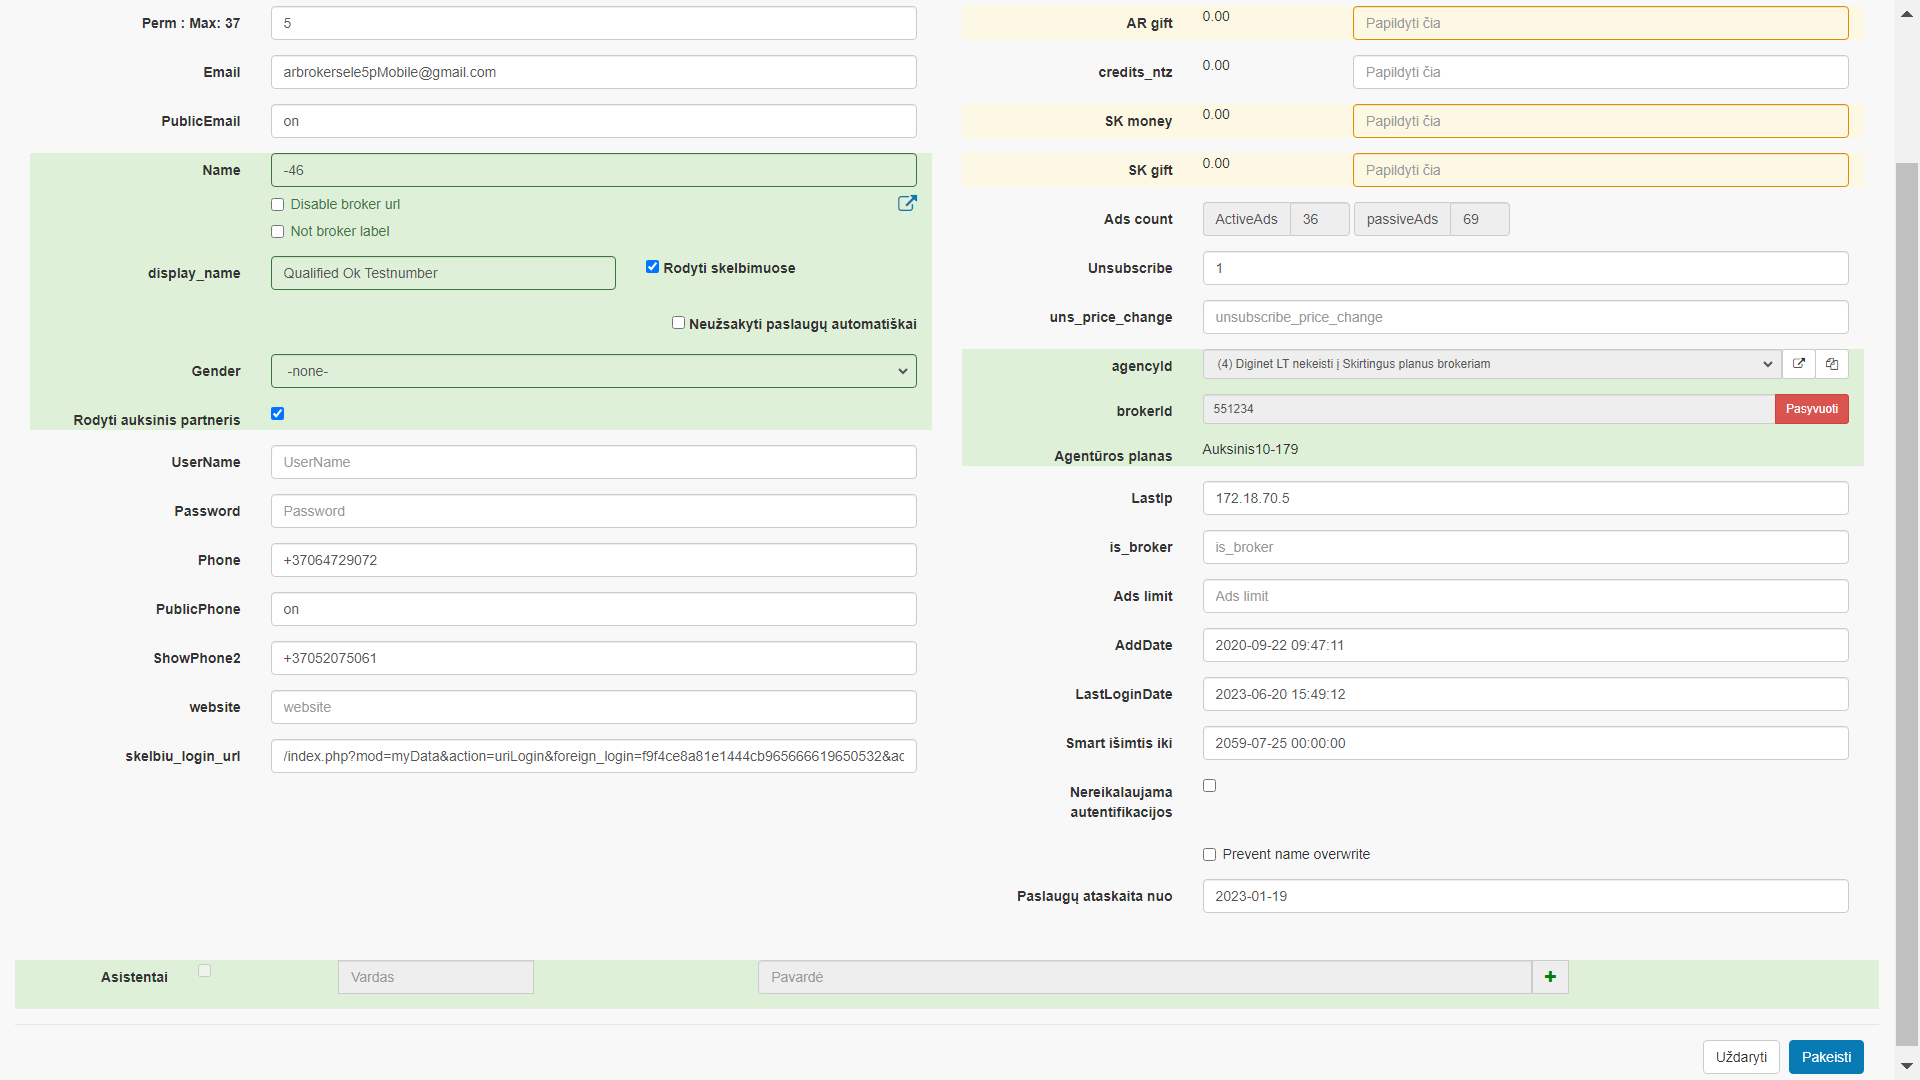 Perm : Max: 37 5
Email arbrokersele5pMobile@gmail.com
PublicEmail on
Name -46
Disable broker url
Not broker label
display_name Qualified Ok Testnumber Rodyti skelbimuose
Neužsakyti paslaugų automatiškai
Gender -none-
Rodyti auksinis partneris
UserName UserName
Password Password
Phone +37064729072
PublicPhone on
ShowPhone2 +37052075061
website website
skelbiu_login_url /index.php?mod=myData&action=uriLogin&foreign_login=f9f4ce8a81e1444cb965666619650532&ac
AR gift 0.00 Papildyti čia
credits_ntz 0.00 Papildyti čia
SK money 0.00 Papildyti čia
SK gift 0.00 Papildyti čia
Ads count ActiveAds 36 passiveAds 69
Unsubscribe 1
uns_price_change unsubscribe_price_change
agencyId (4) Diginet LT nekeisti į Skirtingus planus brokeriam
brokerId 551234 Pasyvuoti
Agentūros planas Auksinis10-179
LastIp 172.18.70.5
is_broker is_broker
Ads limit Ads limit
AddDate 2020-09-22 09:47:11
LastLoginDate 2023-06-20 15:49:12
Smart išimtis iki 2059-07-25 00:00:00
Nereikalaujama
autentifikacijos
Prevent name overwrite
Paslaugų ataskaita nuo 2023-01-19
Asistentai Vardas Pavardė
Uždaryti Pakeisti